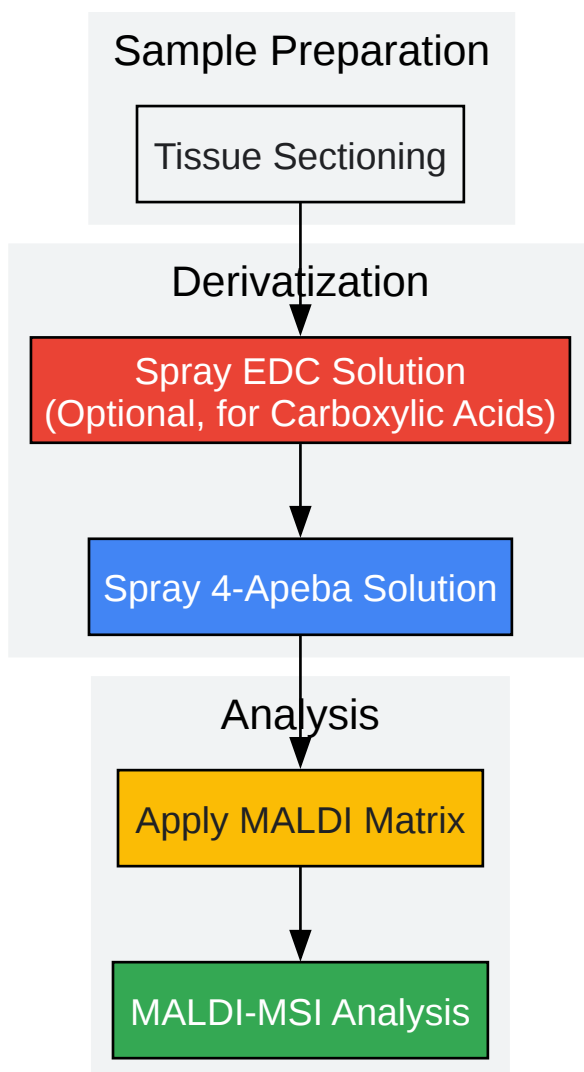 Sample Preparation
Tissue Sectioning
Derivatization
Spray EDC Solution
(Optional, for Carboxylic Acids)
Spray 4-Apeba Solution
Analysis
Apply MALDI Matrix
MALDI-MSI Analysis